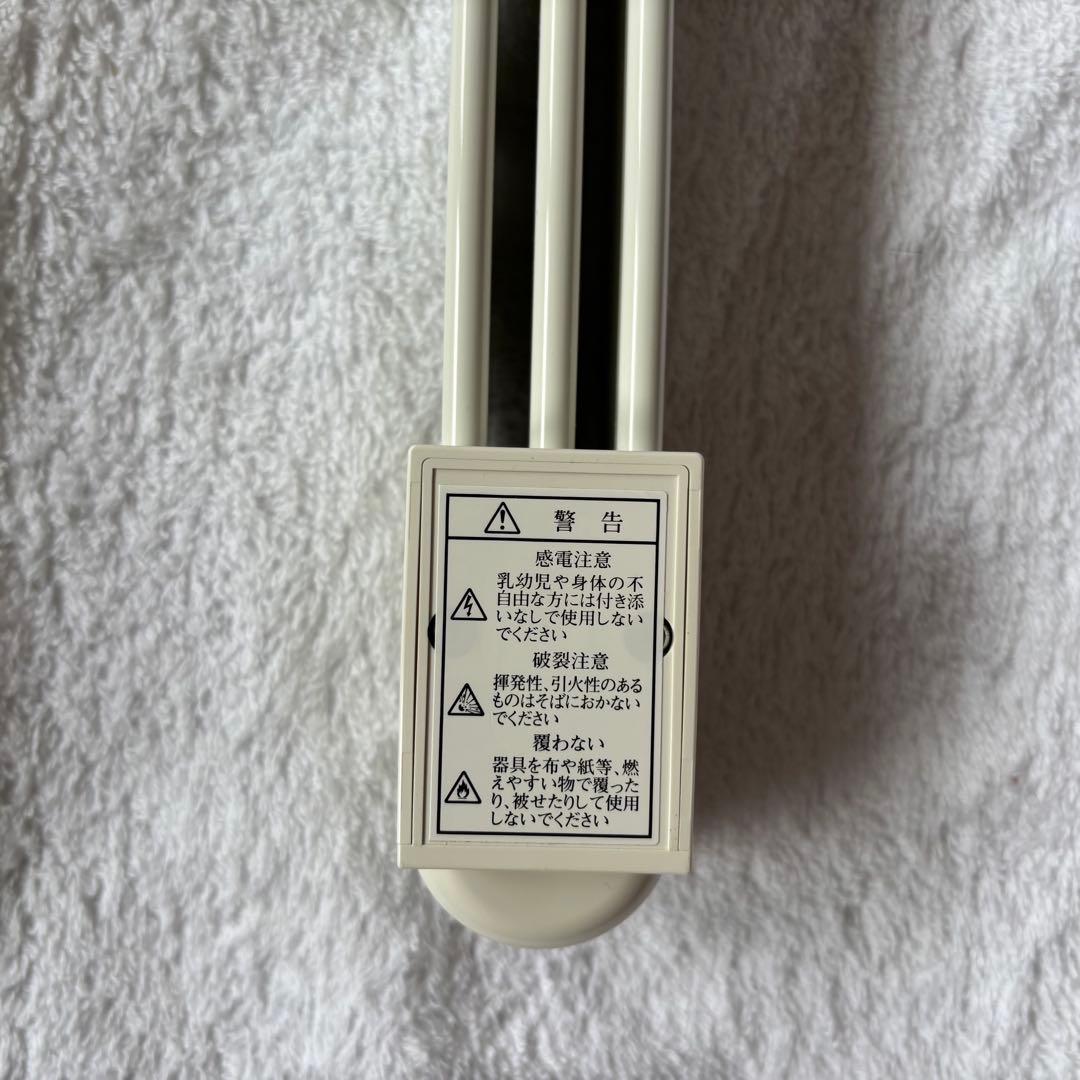 警告
感電注意
乳幼児や身体の不
自由な方には付き添
いなしで使用しない
でください
破裂注意
揮発性、引火性のある
ものはそばにおかない
でください
覆わない
器具を布や紙等、燃
えやすい物で覆った
り、被せたりして使用
しないでください